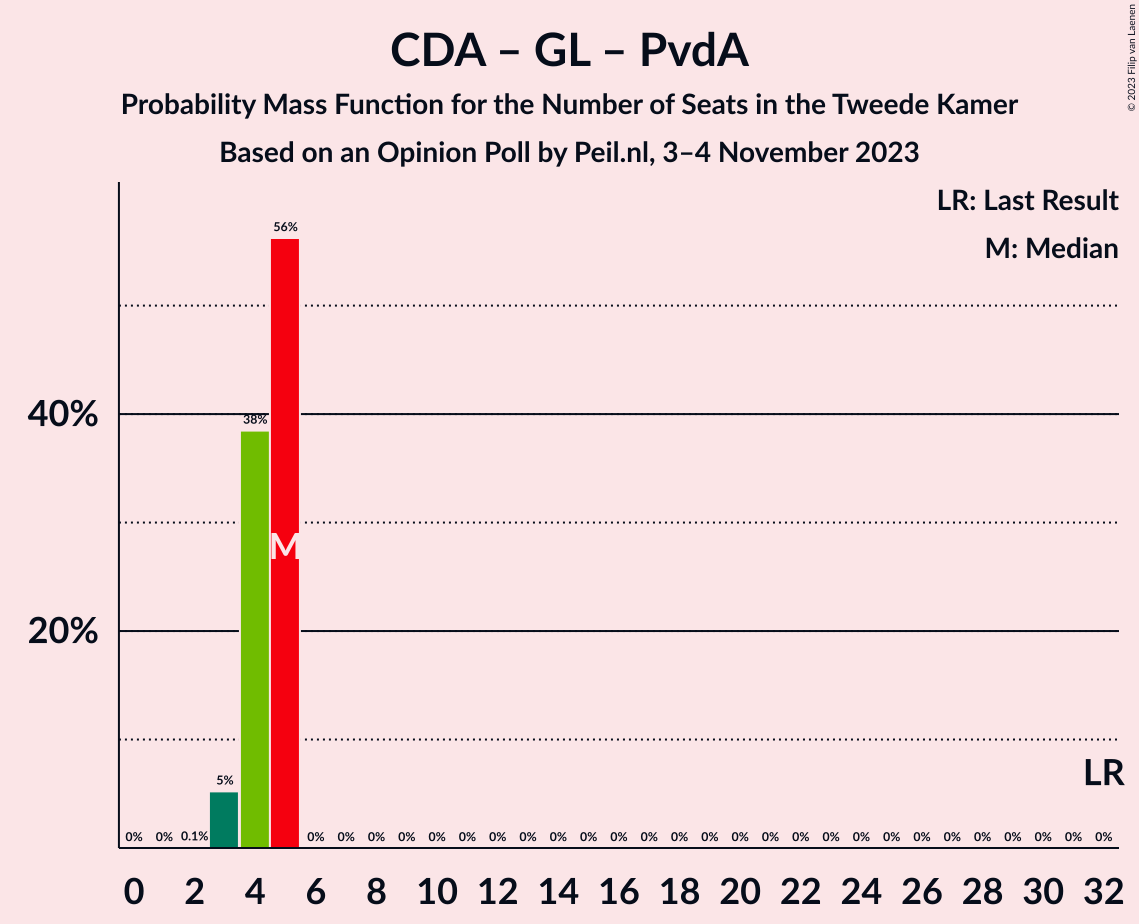 CDA – GL – PvdA
Probability Mass Function for the Number of Seats in the Tweede Kamer
Based on an Opinion Poll by Peil.nl, 3–4 November 2023
© 2023 Filip van Laenen
LR: Last Result
M: Median
56%
40%
38%
M
20%
LR
5%
0% 0% 0.1% 0% 0% 0% 0% 0% 0% 0% 0% 0% 0% 0% 0% 0% 0% 0% 0% 0% 0% 0% 0% 0% 0% 0% 0% 0% 0% 0%
0 2 4 6 8 10 12 14 16 18 20 22 24 26 28 30 32